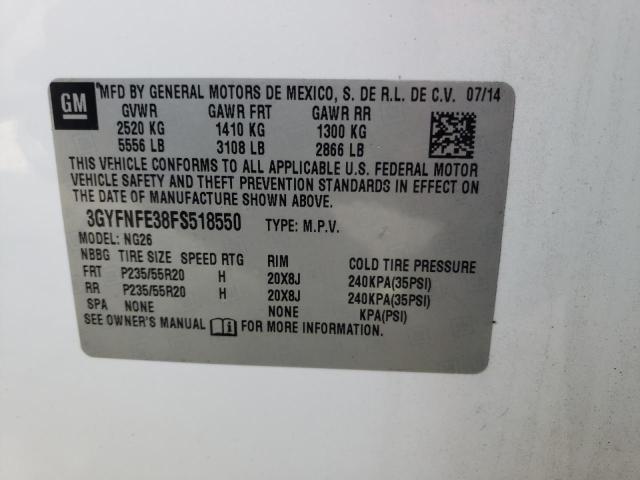 GM
MFD BY GENERAL MOTORS DE MEXICO, S. DE R.L. DE C.V. 07/14
GVWR GAWR FRT GAWR RR
2520 KG 1410 KG 1300 KG
5556 LB 3108 LB 2866 LB
THIS VEHICLE CONFORMS TO ALL APPLICABLE U.S. FEDERAL MOTOR
VEHICLE SAFETY AND THEFT PREVENTION STANDARDS IN EFFECT ON
THE DATE OF MANUFACTURE SHOWN ABOVE.
3GYFNFE38FS518550 TYPE: M.P.V.
MODEL: NG26
NBBG TIRE SIZE SPEED RTG RIM COLD TIRE PRESSURE
FRT P235/55R20 H 20X8J 240KPA(35PSI)
RR P235/55R20 H 20X8J 240KPA(35PSI)
SPA NONE NONE KPA(PSI)
SEE OWNER'S MANUAL FOR MORE INFORMATION.